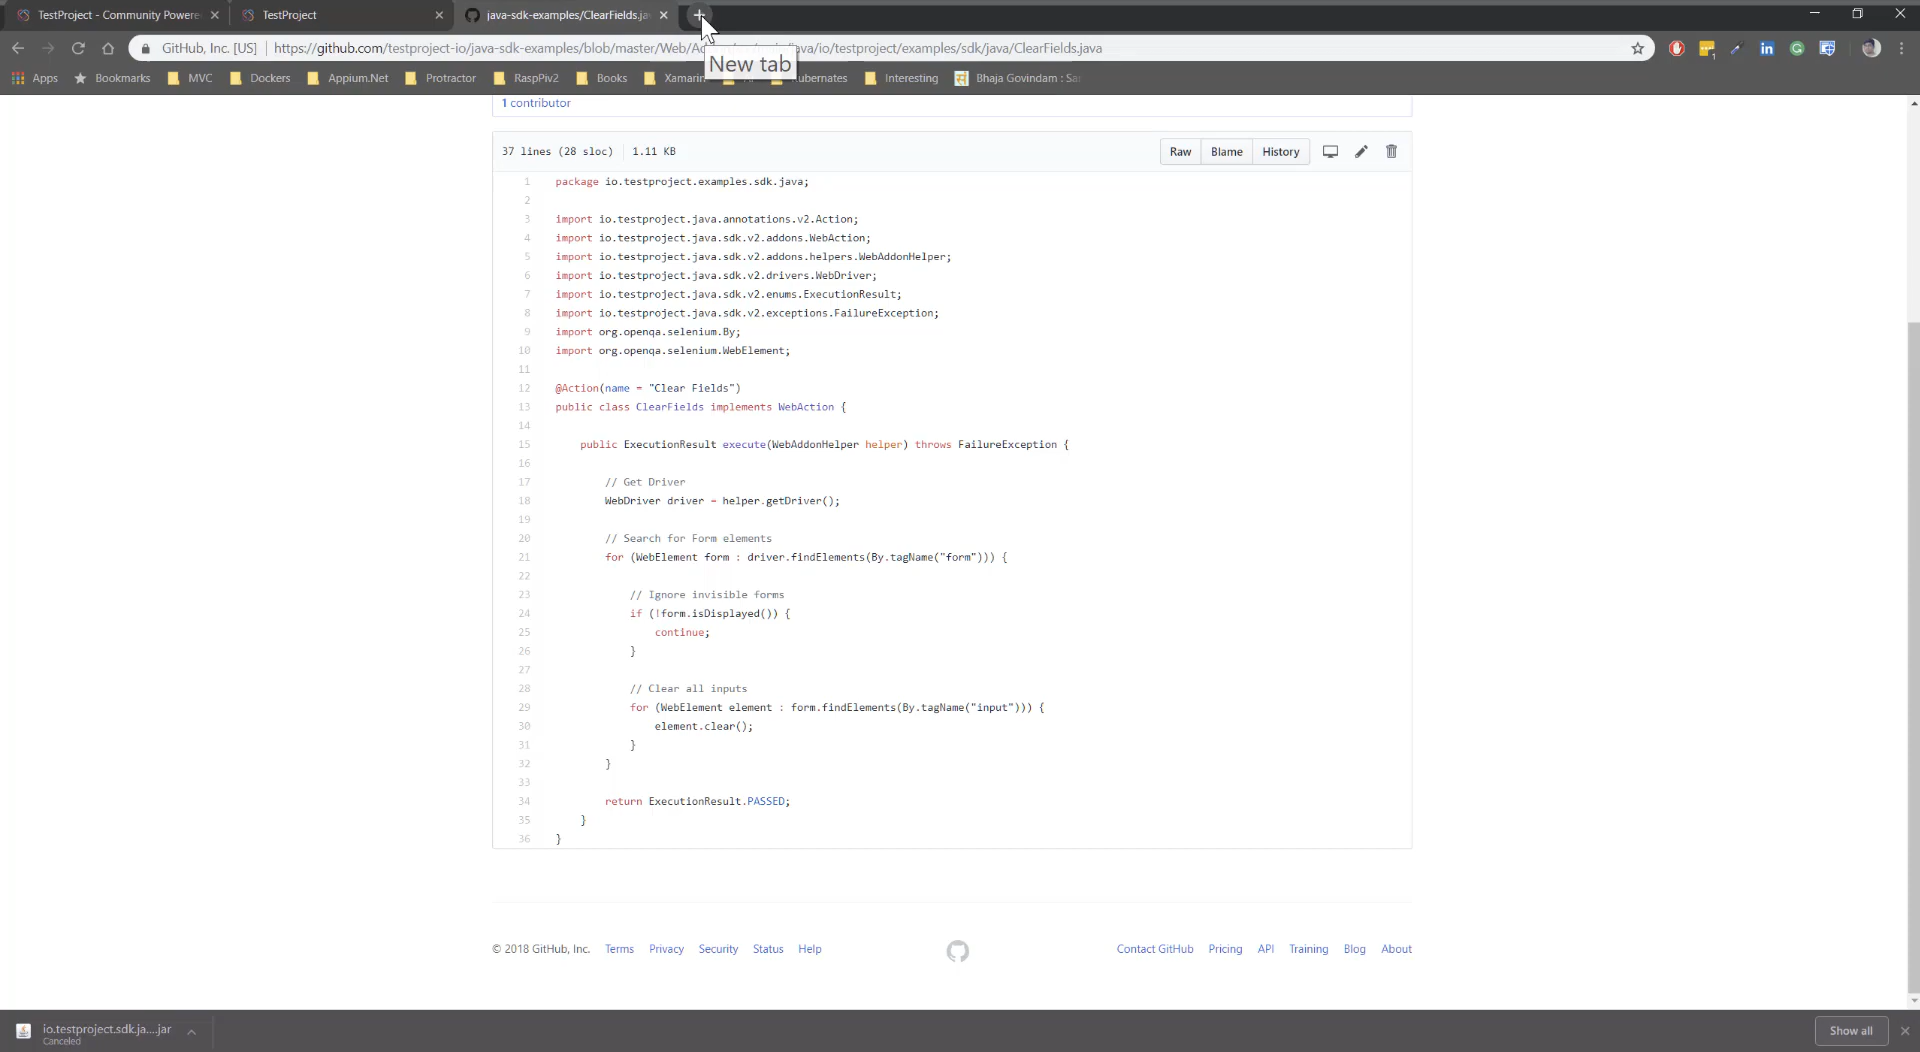 TestProject - Community Powere
TestProject
java-sdk-examples/ClearFields.ja
GitHub, Inc. [US]
https://github.com/testproject-io/java-sdk-examples/blob/master/Web/Ac
ava/io/testproject/examples/sdk/java/ClearFields.java
New tab
Apps
Bookmarks
MVC
Dockers
Appium.Net
Protractor
RaspPiv2
Books
Xamarin
ubernates
Interesting
Bhaja Govindam : Sa
1 contributor
37 lines (28 sloc)
1.11 KB
Raw
Blame
History
1 package io.testproject.examples.sdk.java;
2
3 import io.testproject.java.annotations.v2.Action;
4 import io.testproject.java.sdk.v2.addons.WebAction;
5 import io.testproject.java.sdk.v2.addons.helpers.WebAddonHelper;
6 import io.testproject.java.sdk.v2.drivers.WebDriver;
7 import io.testproject.java.sdk.v2.enums.ExecutionResult;
8 import io.testproject.java.sdk.v2.exceptions.FailureException;
9 import org.openqa.selenium.By;
10 import org.openqa.selenium.WebElement;
11
12 @Action(name = "Clear Fields")
13 public class ClearFields implements WebAction {
14
15 public ExecutionResult execute(WebAddonHelper helper) throws FailureException {
16
17 // Get Driver
18 WebDriver driver = helper.getDriver();
19
20 // Search for Form elements
21 for (WebElement form : driver.findElements(By.tagName("form"))) {
22
23 // Ignore invisible forms
24 if (!form.isDisplayed()) {
25 continue;
26 }
27
28 // Clear all inputs
29 for (WebElement element : form.findElements(By.tagName("input"))) {
30 element.clear();
31 }
32 }
33
34 return ExecutionResult.PASSED;
35 }
36 }
© 2018 GitHub, Inc.
Terms
Privacy
Security
Status
Help
Contact GitHub
Pricing
API
Training
Blog
About
io.testproject.sdk.ja....jar
Canceled
Show all